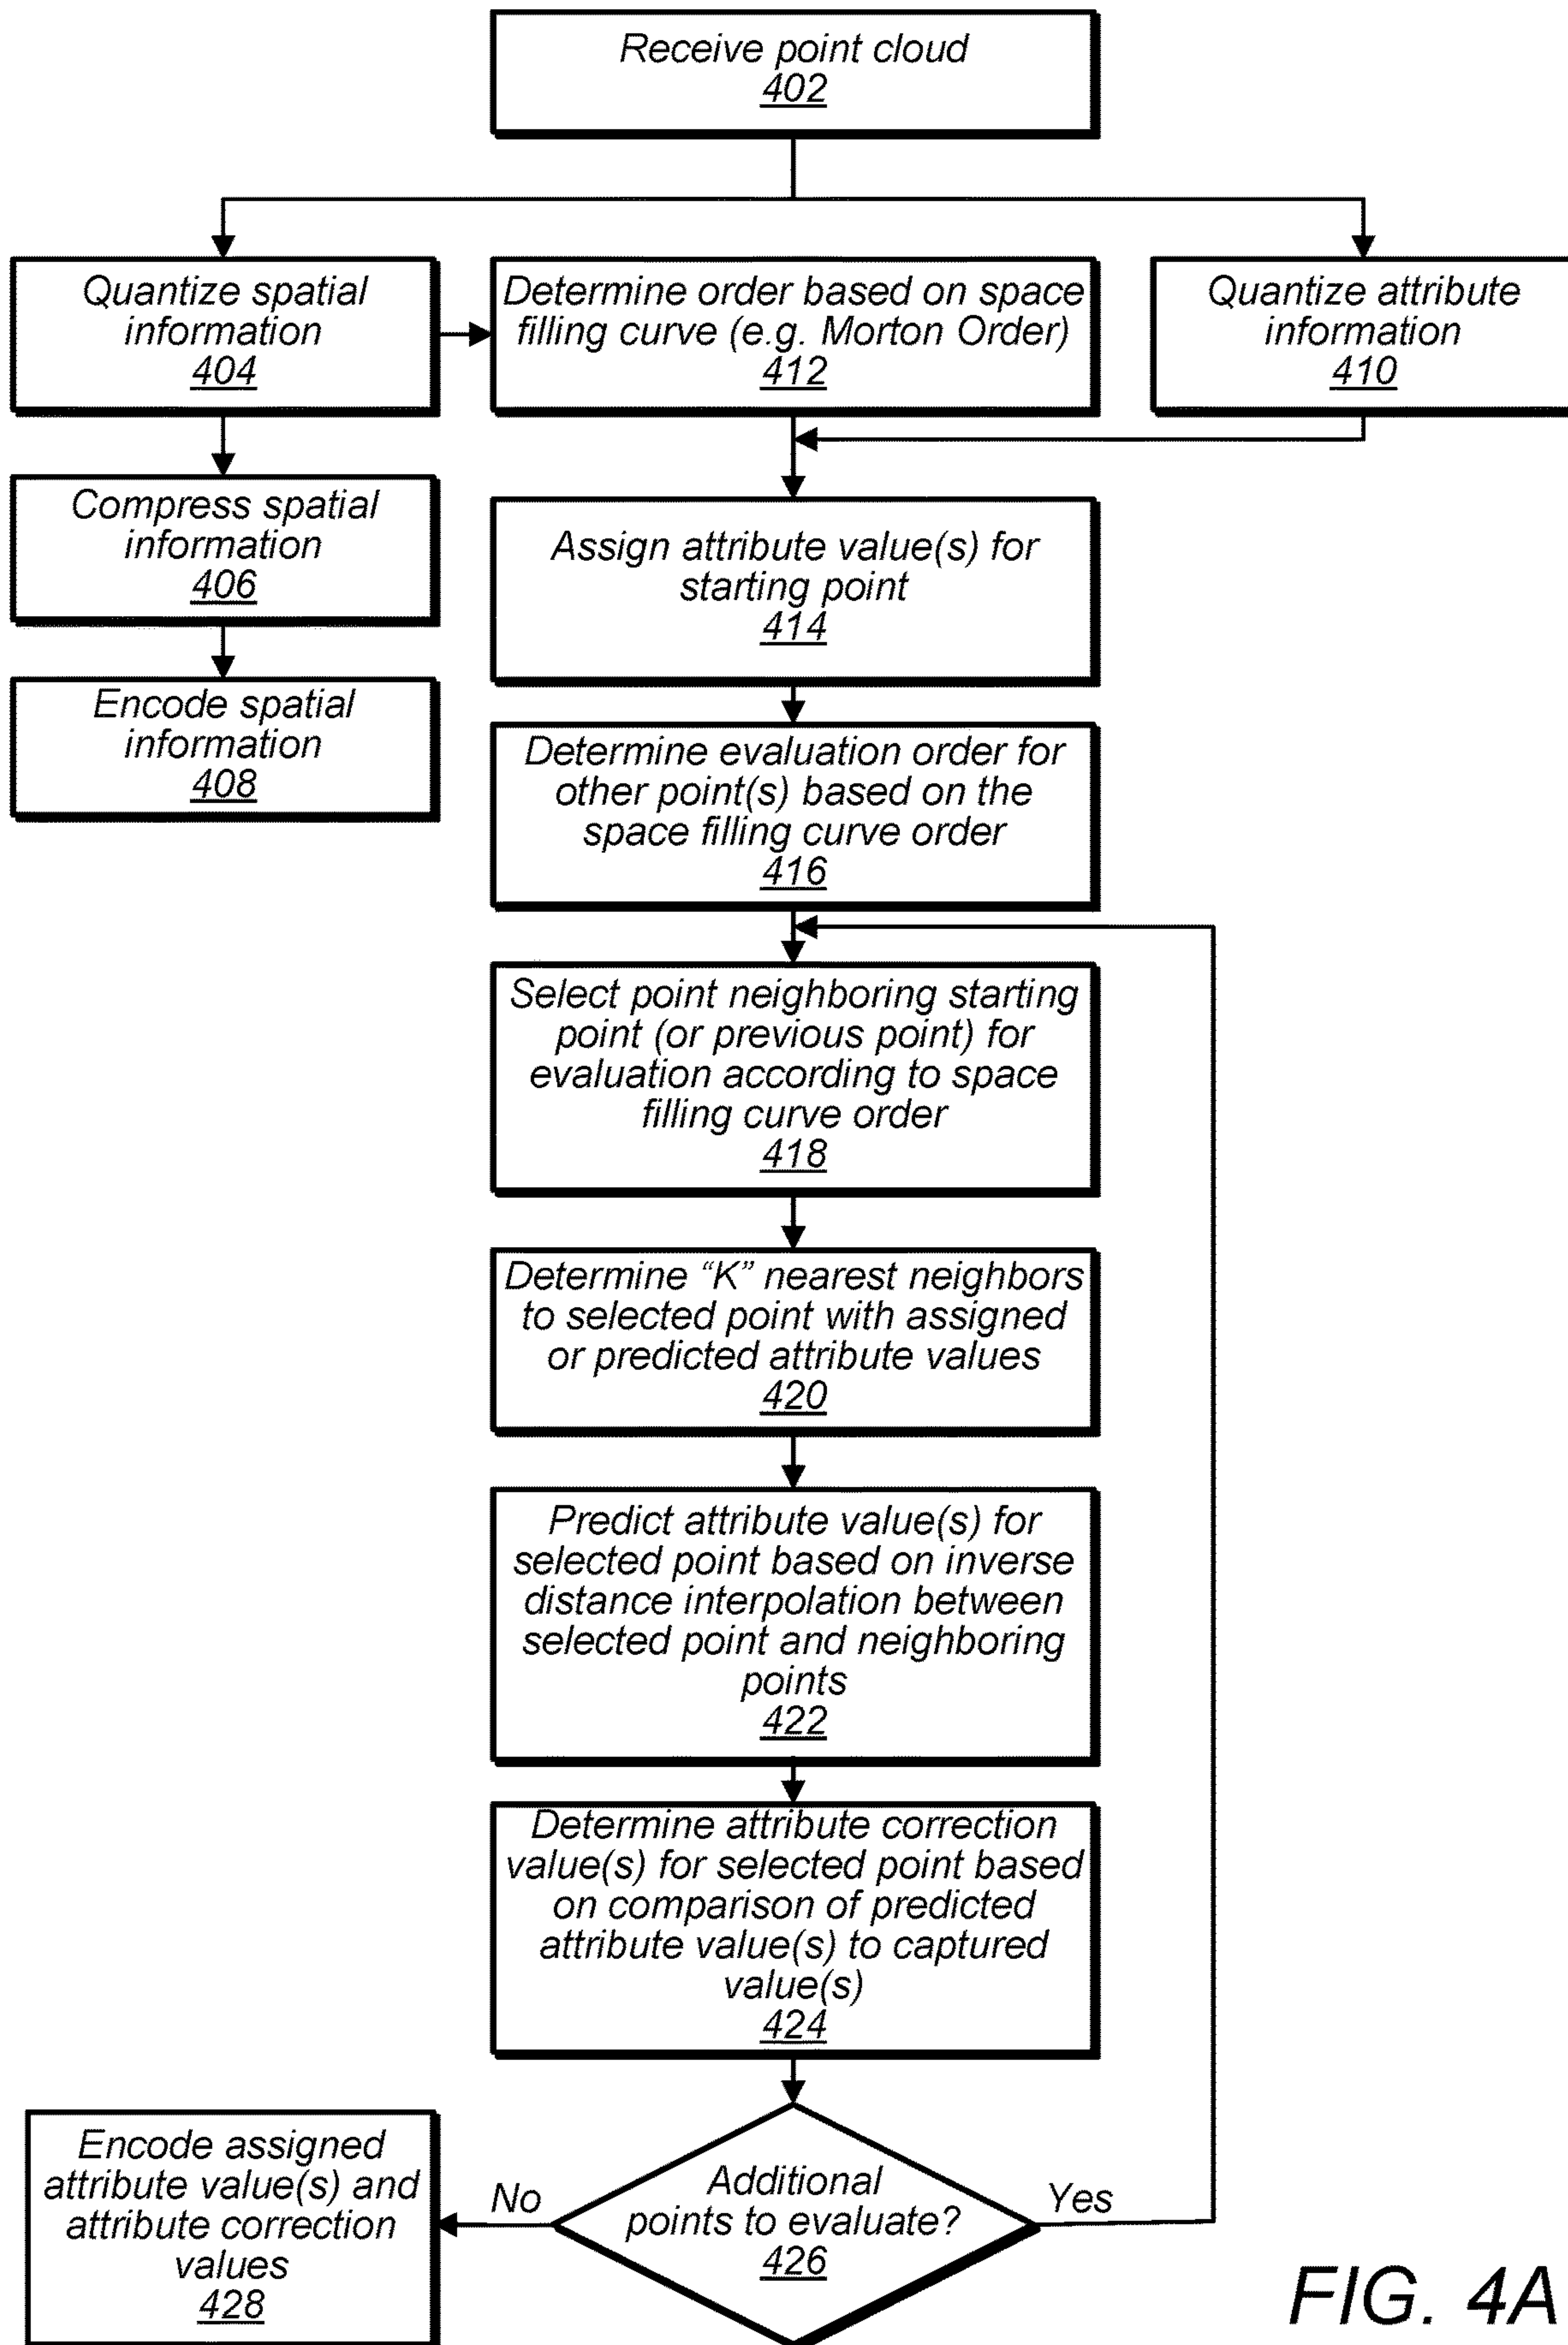 Receive point cloud
402
Quantize spatial
information
404
Determine order based on space
filling curve (e.g. Morton Order)
412
Quantize attribute
information
410
Compress spatial
information
406
Assign attribute value(s) for
starting point
414
Encode spatial
information
408
Determine evaluation order for
other point(s) based on the
space filling curve order
416
Select point neighboring starting
point (or previous point) for
evaluation according to space
filling curve order
418
Determine “K” nearest neighbors
to selected point with assigned
or predicted attribute values
420
Predict attribute value(s) for
selected point based on inverse
distance interpolation between
selected point and neighboring
points
422
Determine attribute correction
value(s) for selected point based
on comparison of predicted
attribute value(s) to captured
value(s)
424
Encode assigned
attribute value(s) and
attribute correction
values
428
No
Additional
points to evaluate?
426
Yes
FIG. 4A